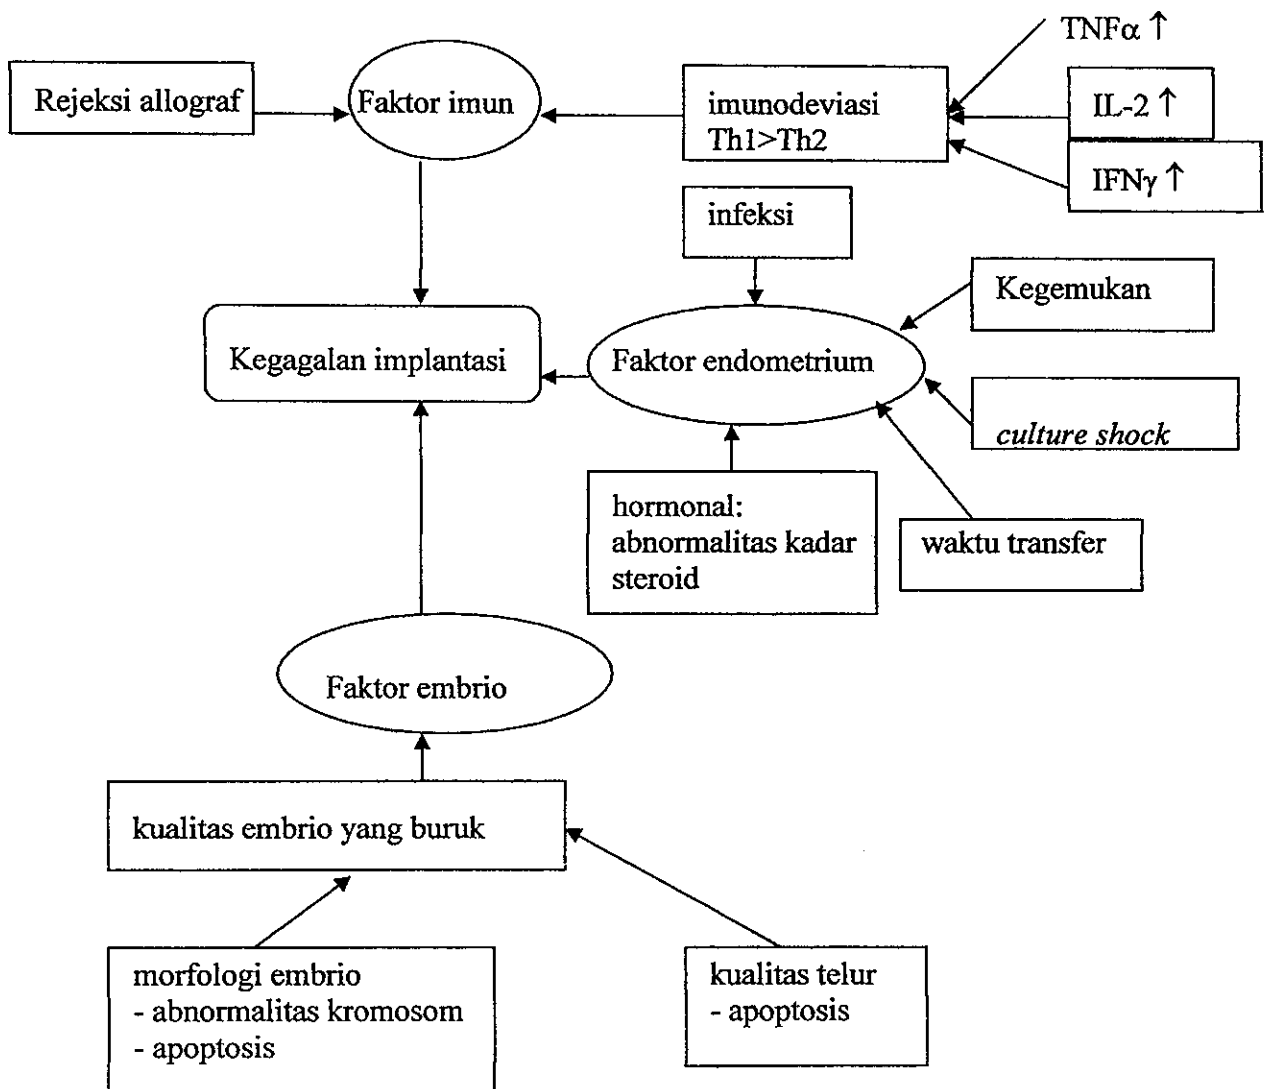 TNFα ↑
Rejeksi allograf
Faktor imun
imunodeviasi
Th1>Th2
IL-2 ↑
IFNγ ↑
infeksi
Kegemukan
Kegagalan implantasi
Faktor endometrium
culture shock
hormonal:
abnormalitas kadar
steroid
waktu transfer
Faktor embrio
kualitas embrio yang buruk
morfologi embrio
- abnormalitas kromosom
- apoptosis
kualitas telur
- apoptosis